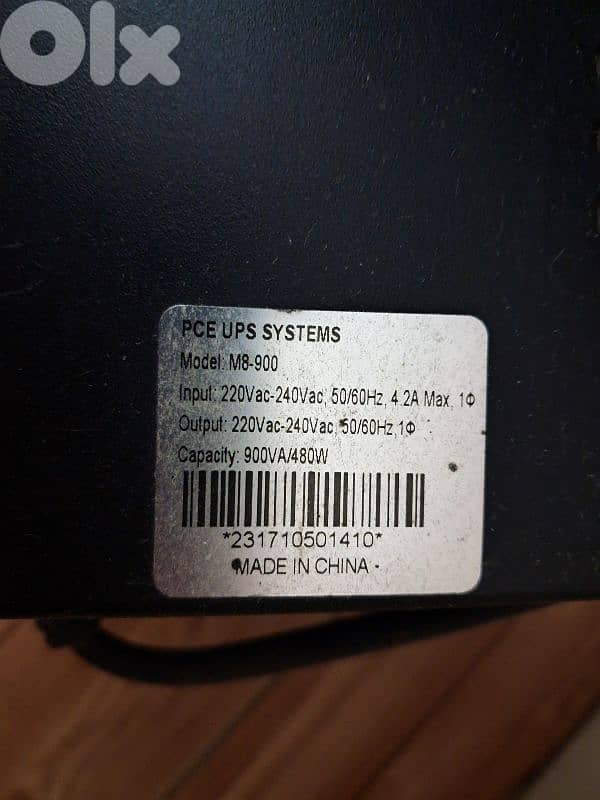 Olx
PCE UPS SYSTEMS
Model: M8-900
Input: 220Vac-240Vac, 50/60Hz, 4.2A Max, 1Φ
Output: 220Vac-240Vac, 50/60Hz,1Φ
Capacity: 900VA/480W
*231710501410*
MADE IN CHINA